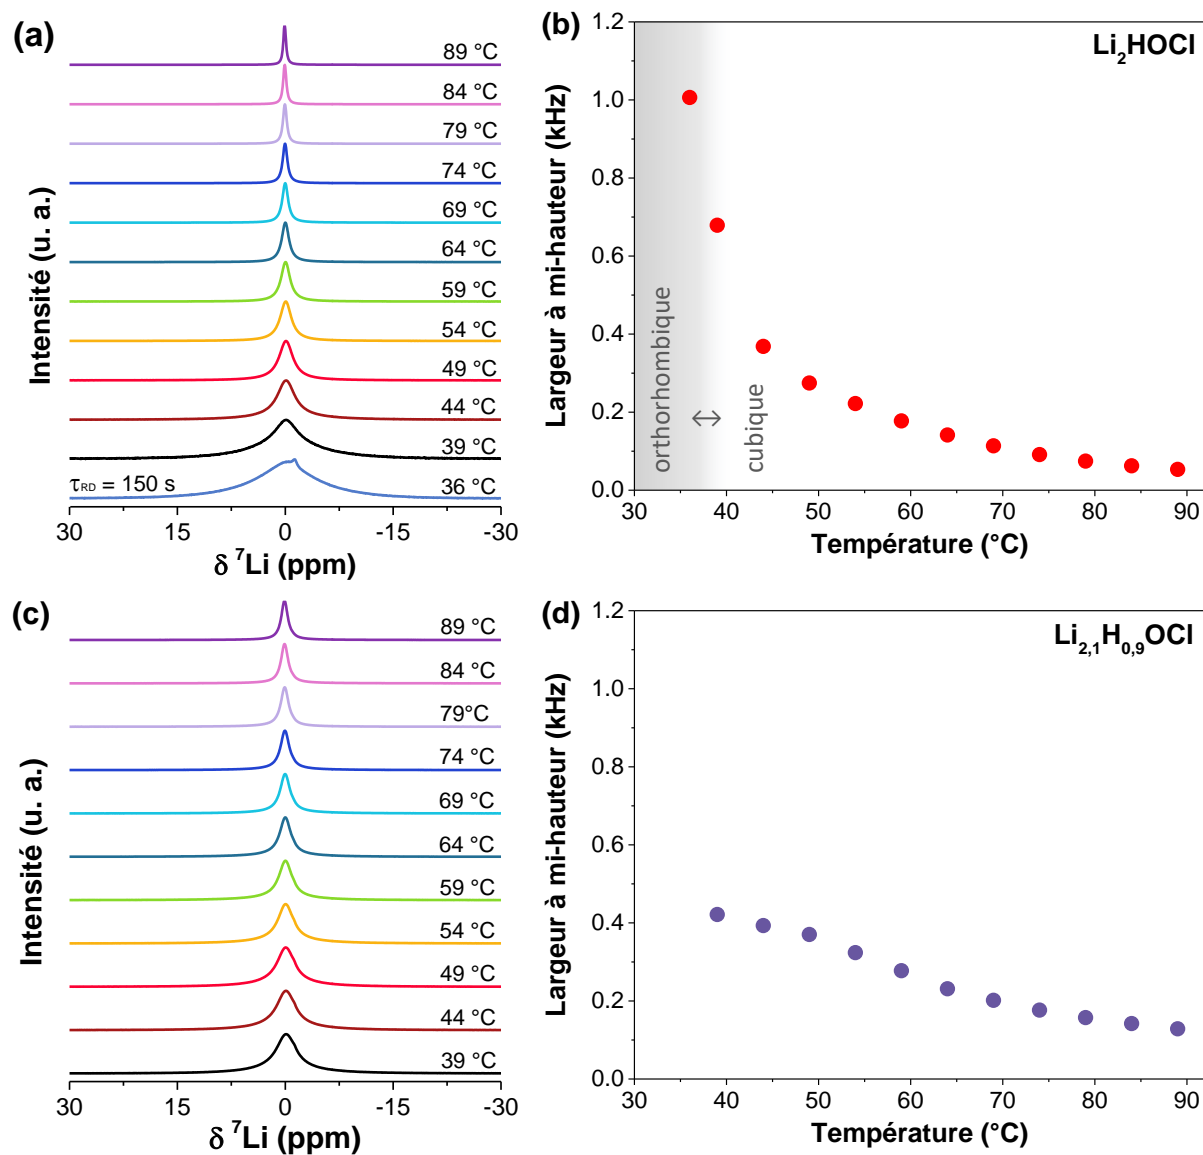 (a)
89 °C
84 °C
79 °C
74 °C
69 °C
64 °C
59 °C
54 °C
49 °C
44 °C
39 °C
τRD = 150 s
36 °C
Intensité (u. a.)
30 15 0 -15 -30
δ ⁷Li (ppm)
(b)
Li₂HOCl
1.2
1.0
0.8
0.6
0.4
0.2
0.0
Largeur à mi-hauteur (kHz)
orthorhombique
cubique
30 40 50 60 70 80 90
Température (°C)
(c)
89 °C
84 °C
79°C
74 °C
69 °C
64 °C
59 °C
54 °C
49 °C
44 °C
39 °C
Intensité (u. a.)
30 15 0 -15 -30
δ ⁷Li (ppm)
(d)
Li₂,₁H₀,₉OCl
1.2
1.0
0.8
0.6
0.4
0.2
0.0
Largeur à mi-hauteur (kHz)
30 40 50 60 70 80 90
Température (°C)